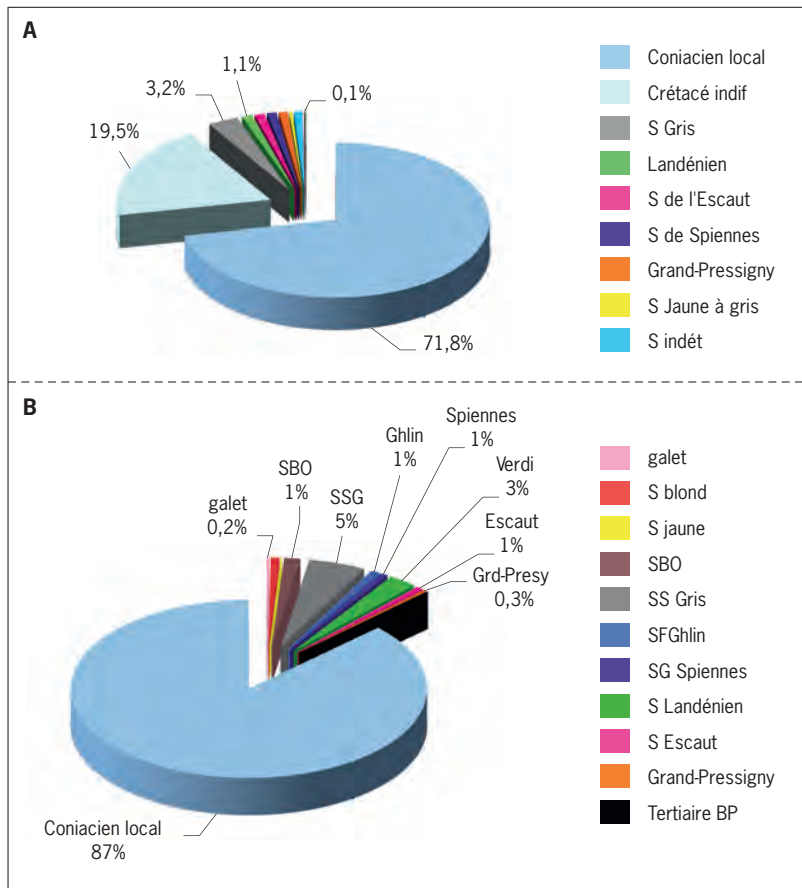 A
1,1%
3,2%
0,1%
19,5%
71,8%
Coniacien local
Crétacé indif
S Gris
Landénien
S de l'Escaut
S de Spiennes
Grand-Pressigny
S Jaune à gris
S indét
B
galet
0,2%
SBO
1%
SSG
5%
Ghlin
1%
Spiennes
1%
Verdi
3%
Escaut
1%
Grd-Presy
0,3%
Coniacien local
87%
galet
S blond
S jaune
SBO
SS Gris
SFGhlin
SG Spiennes
S Landénien
S Escaut
Grand-Pressigny
Tertiaire BP